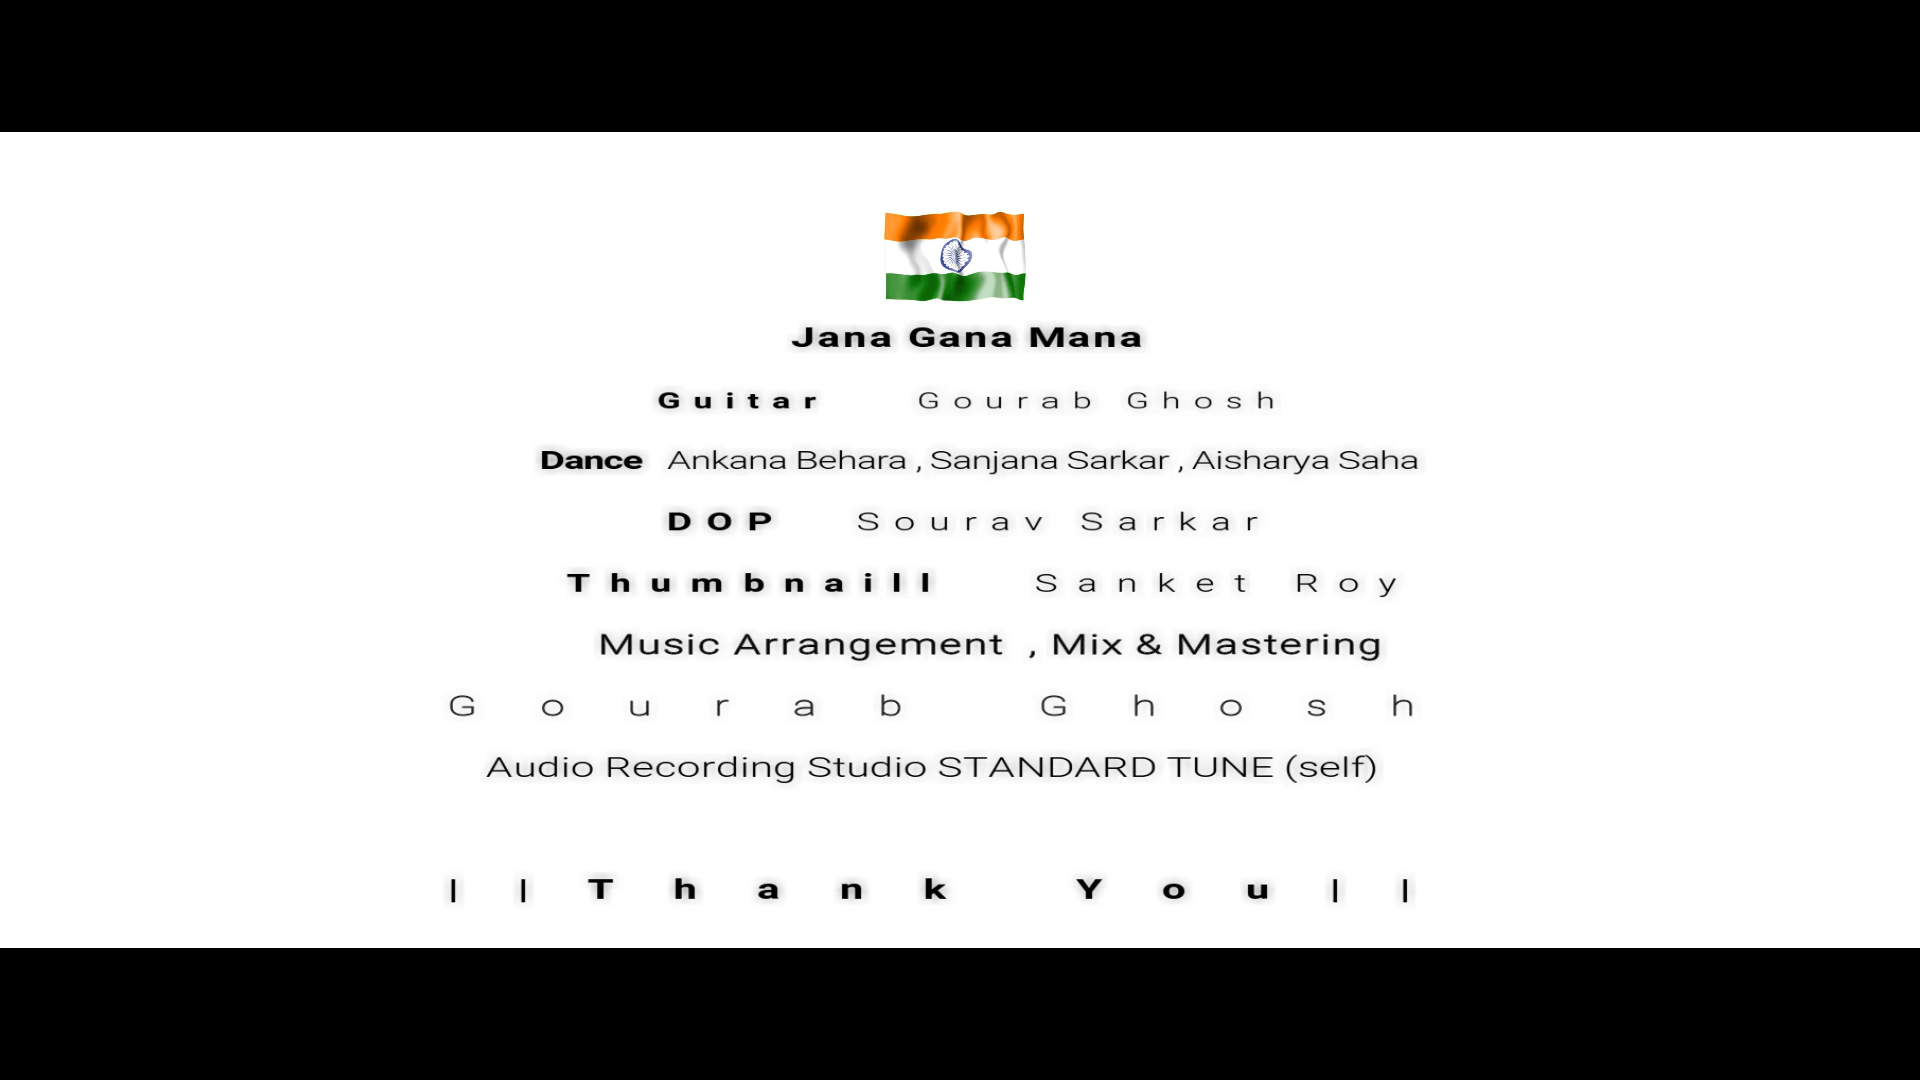 Jana Gana Mana
Guitar Gourab Ghosh
Dance Ankana Behara , Sanjana Sarkar , Aisharya Saha
DOP Sourav Sarkar
Thumbnaill Sanket Roy
Music Arrangement , Mix & Mastering
Gourab Ghosh
Audio Recording Studio STANDARD TUNE (self)
||Thank You||